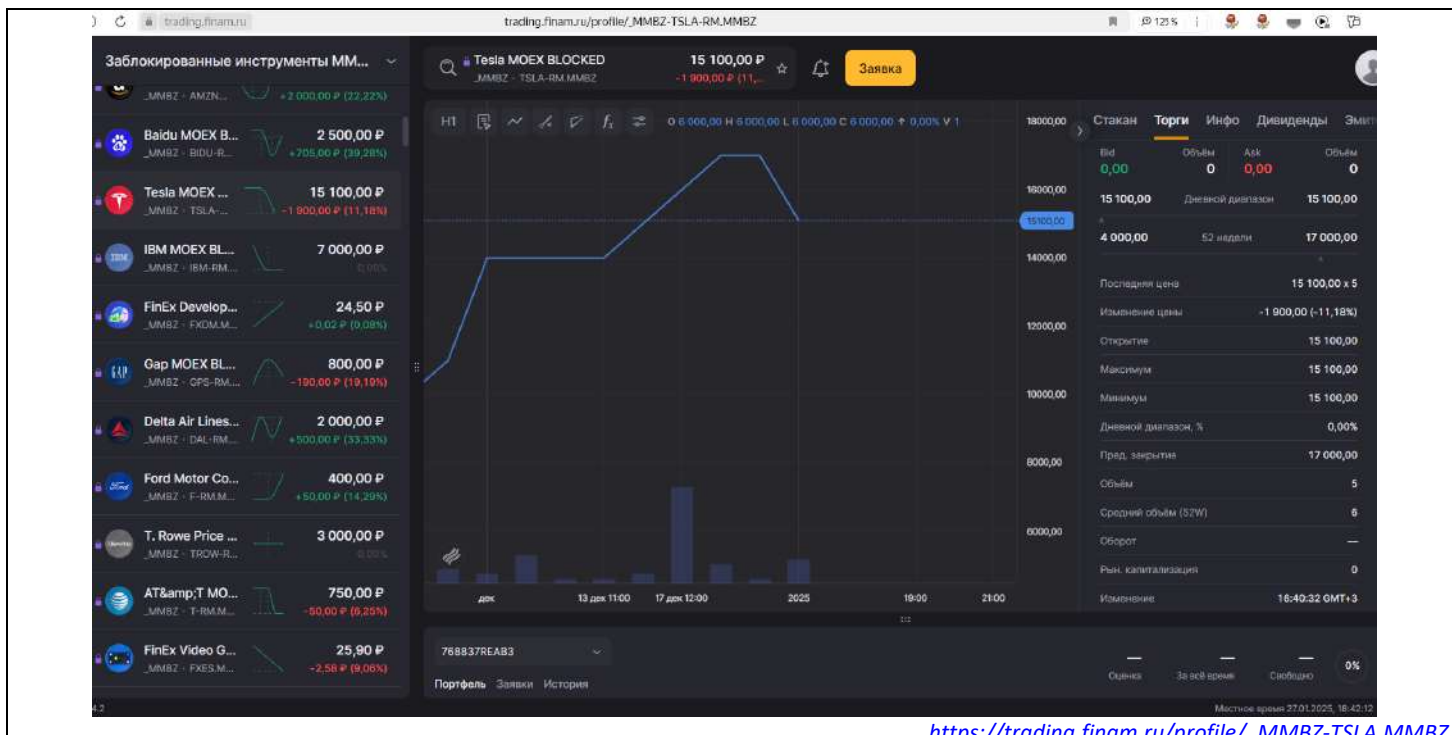 trading.finam.ru
trading.finam.ru/profile/_MMBZ-TSLA-RM.MMBZ
123 %
Заблокированные инструменты ММ...
_MMBZ · AMZN...
+2 000,00 ₽ (22,22%)
Baidu MOEX B...
2 500,00 ₽
_MMBZ · BIDU-R...
+705,00 ₽ (39,28%)
Tesla MOEX ...
15 100,00 ₽
_MMBZ · TSLA-...
-1 900,00 ₽ (11,18%)
IBM MOEX BL...
7 000,00 ₽
_MMBZ · IBM-RM...
0,00%
FinEx Develop...
24,50 ₽
_MMBZ · FXDM.M...
+0,02 ₽ (0,08%)
GAP
Gap MOEX BL...
800,00 ₽
_MMBZ · GPS-RM...
-190,00 ₽ (19,19%)
Delta Air Lines...
2 000,00 ₽
_MMBZ · DAL-RM...
+500,00 ₽ (33,33%)
Ford Motor Co...
400,00 ₽
_MMBZ · F-RM.M...
+50,00 ₽ (14,29%)
T. Rowe Price ...
3 000,00 ₽
_MMBZ · TROW-R...
0,00%
AT&amp;T MO...
750,00 ₽
_MMBZ · T-RM.M...
-50,00 ₽ (6,25%)
FinEx Video G...
25,90 ₽
_MMBZ · FXES.M...
-2,58 ₽ (9,06%)
4.2
Tesla MOEX BLOCKED
15 100,00 ₽
_MMBZ · TSLA-RM.MMBZ
-1 900,00 ₽ (11,...
Заявка
H1
O 6 000,00 H 6 000,00 L 6 000,00 C 6 000,00 ↑ 0,00% V 1
18000,00
16000,00
15100,00
14000,00
12000,00
10000,00
8000,00
6000,00
дек
13 дек 11:00
17 дек 12:00
2025
19:00
21:00
Стакан Торги Инфо Дивиденды Эмит
Bid Объём Ask Объём
0,00 0 0,00 0
15 100,00 Дневной диапазон 15 100,00
4 000,00 52 недели 17 000,00
Последняя цена 15 100,00 x 5
Изменение цены -1 900,00 (-11,18%)
Открытие 15 100,00
Максимум 15 100,00
Минимум 15 100,00
Дневной диапазон, % 0,00%
Пред. закрытие 17 000,00
Объём 5
Средний объём (52W) 6
Оборот —
Рын. капитализация 0
Изменение 16:40:32 GMT+3
768837REAB3
Портфель Заявки История
— — —
Оценка За всё время Свободно
0%
Местное время 27.01.2025, 18:42:12
https://trading.finam.ru/profile/_MMBZ-TSLA.MMBZ